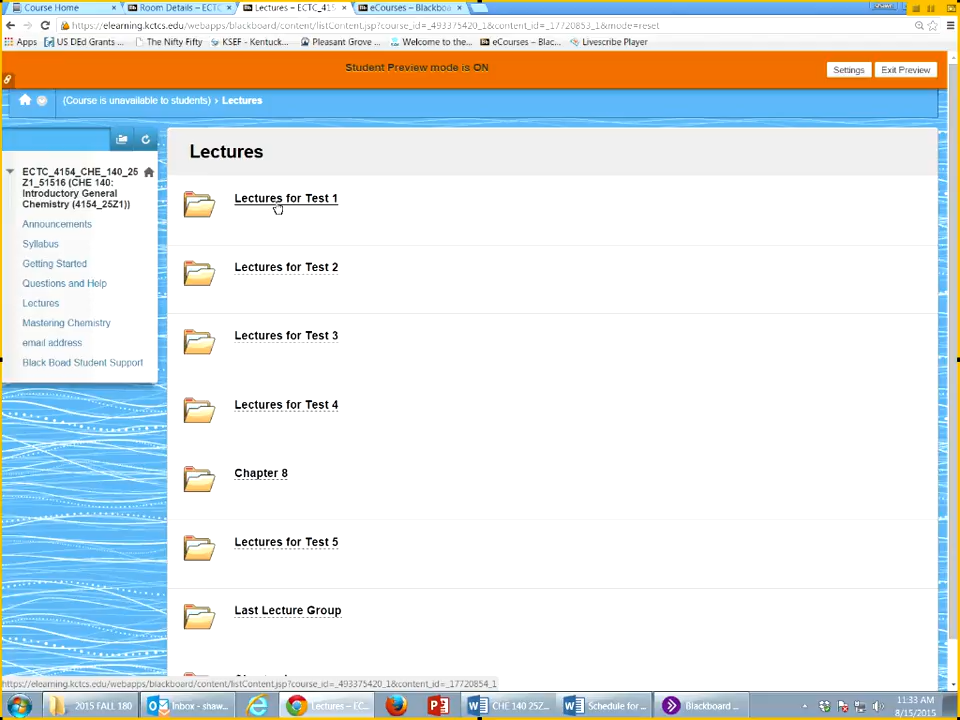 Course Home
Room Details – ECTC
Lectures – ECTC_415
eCourses – Blackboa
https://elearning.kctcs.edu/webapps/blackboard/content/listContent.jsp?course_id=_493375420_1&content_id=_17720853_1&mode=reset
Apps
US DEd Grants ...
The Nifty Fifty
KSEF - Kentuck...
Pleasant Grove ...
Welcome to the...
eCourses – Blac...
Livescribe Player
Student Preview mode is ON
Settings
Exit Preview
(Course is unavailable to students) › Lectures
ECTC_4154_CHE_140_25
Z1_51516 (CHE 140:
Introductory General
Chemistry (4154_25Z1))
Announcements
Syllabus
Getting Started
Questions and Help
Lectures
Mastering Chemistry
email address
Black Boad Student Support
Lectures
Lectures for Test 1
Lectures for Test 2
Lectures for Test 3
Lectures for Test 4
Chapter 8
Lectures for Test 5
Last Lecture Group
https://elearning.kctcs.edu/webapps/blackboard/content/listContent.jsp?course_id=_493375420_1&content_id=_17720854_1
2015 FALL 180
Inbox - shaw...
Lectures – EC...
CHE 140 25Z...
Schedule for ...
Blackboard ...
11:33 AM
8/15/2015